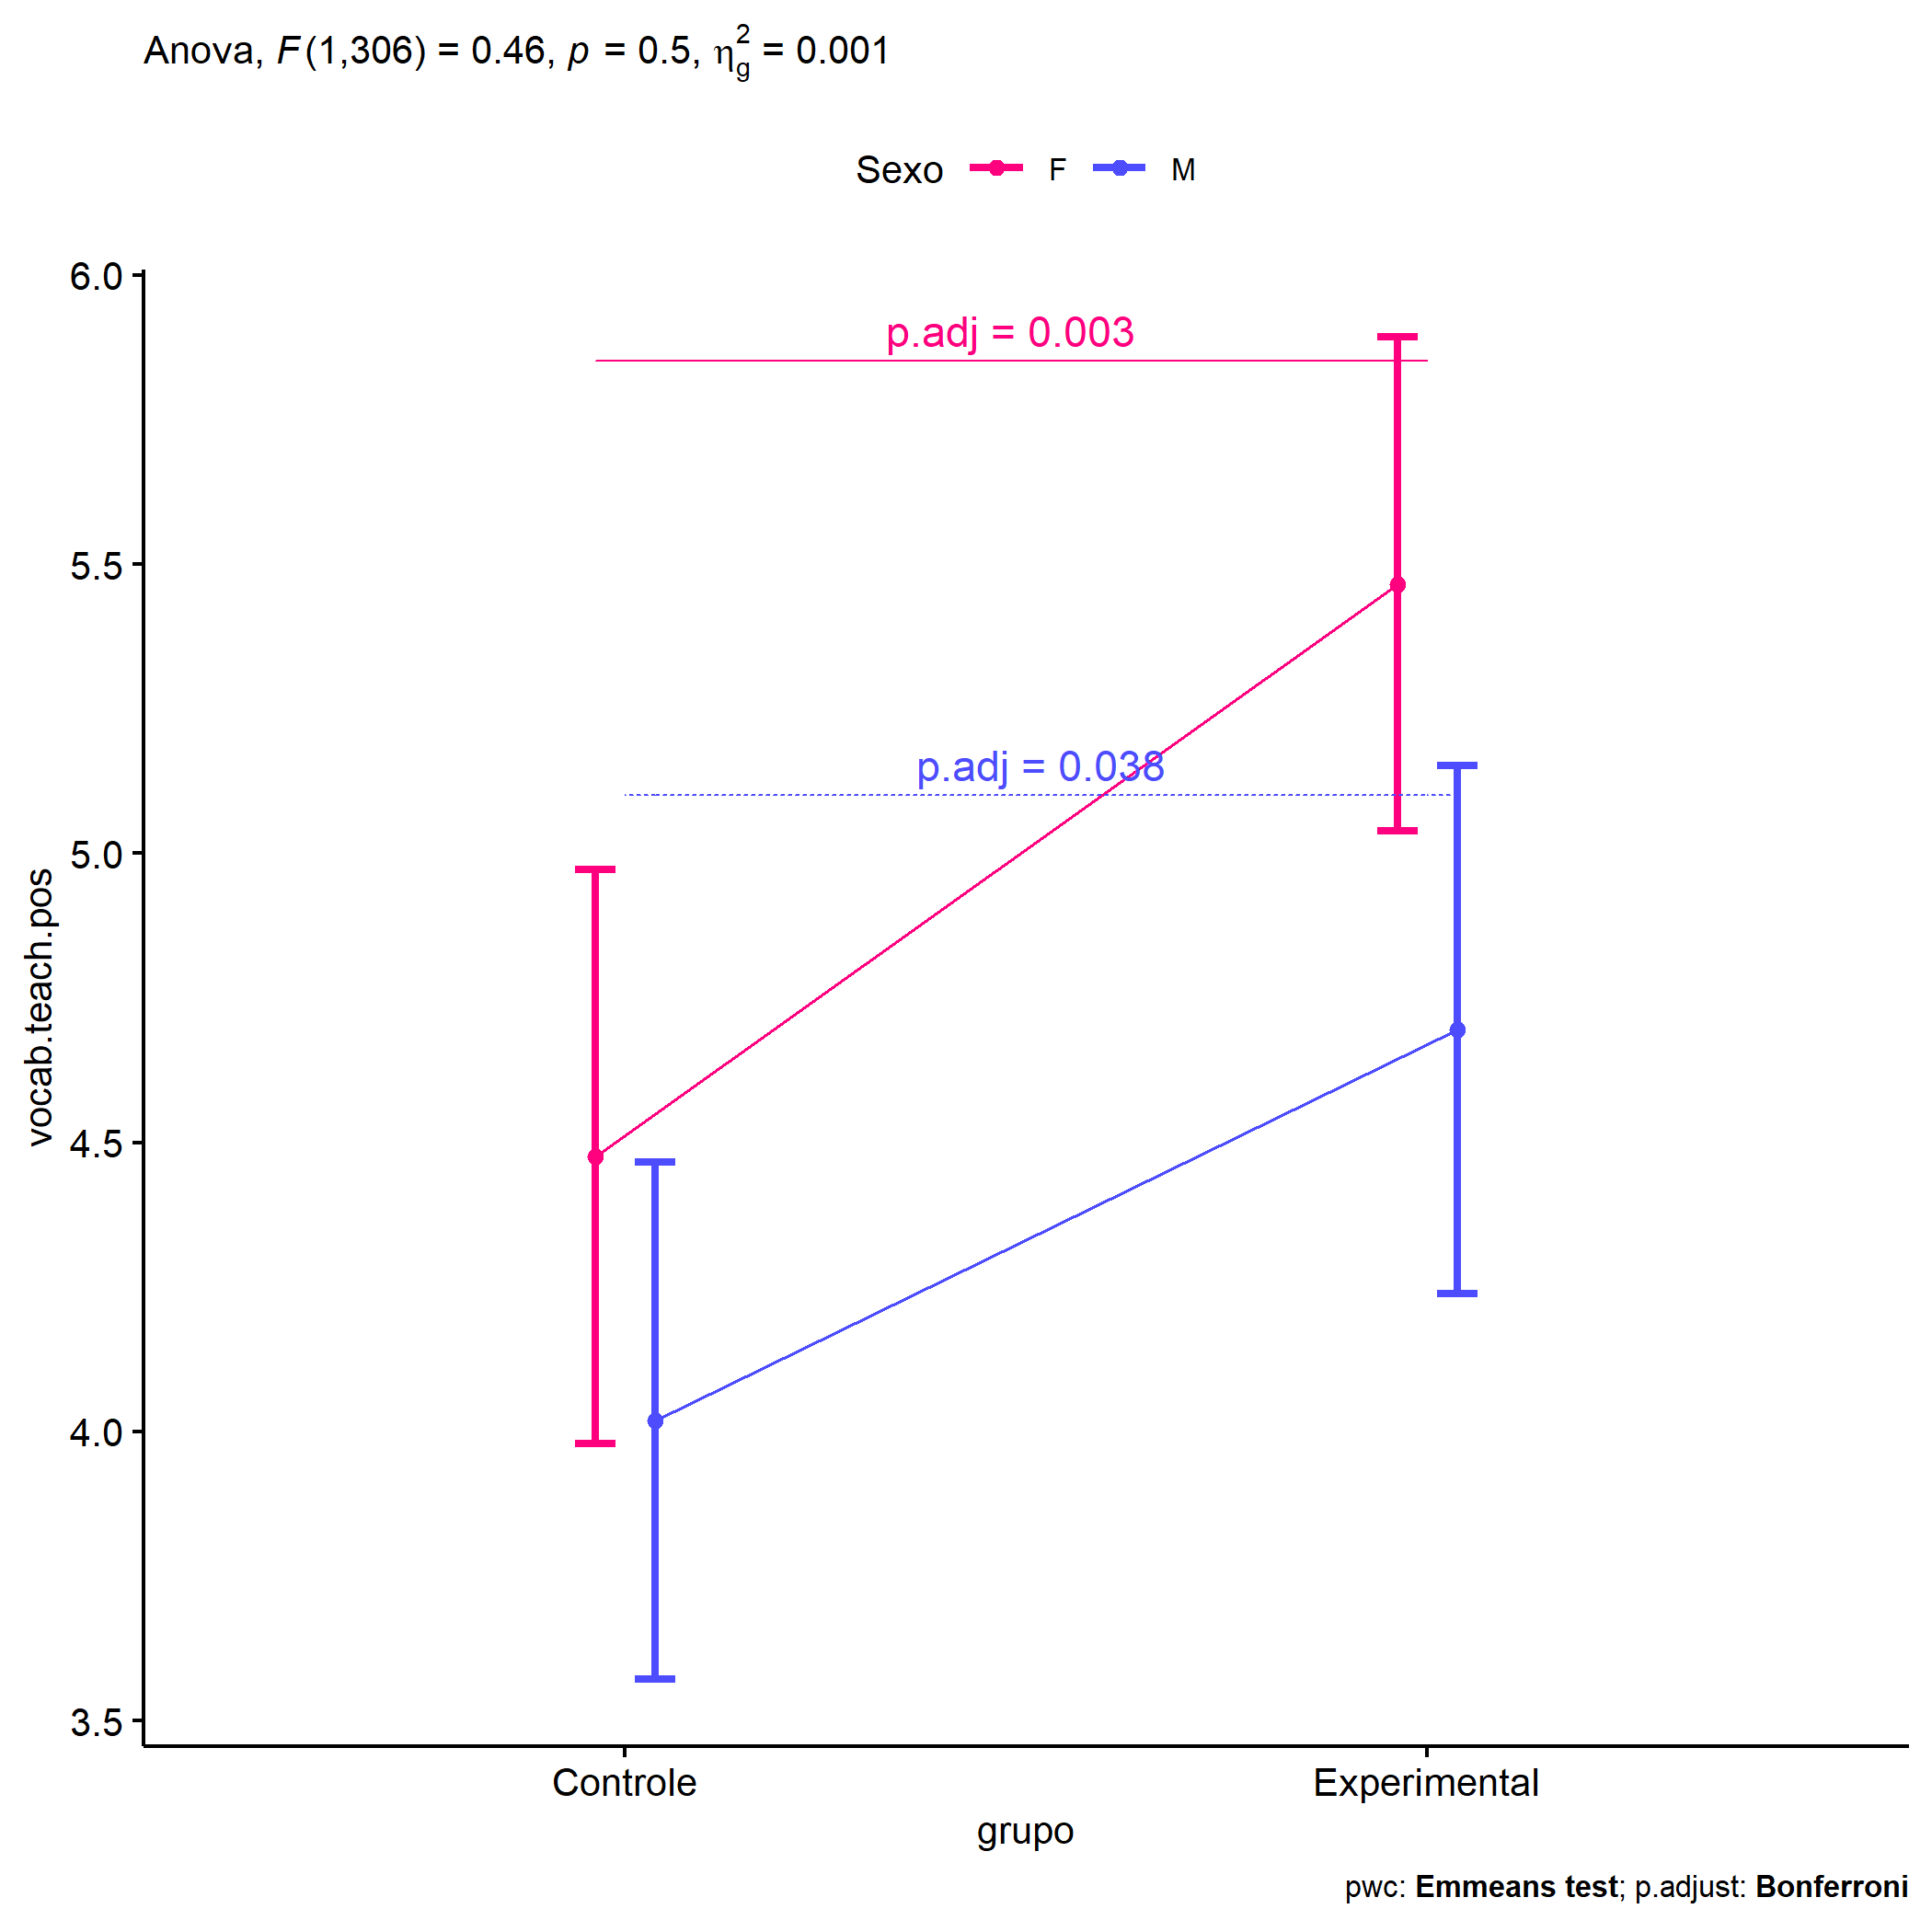 Anova, F(1,306) = 0.46, p = 0.5, η²g = 0.001
Sexo F M
6.0
p.adj = 0.003
5.5
p.adj = 0.038
5.0
4.5
4.0
3.5
vocab.teach.pos
Controle Experimental
grupo
pwc: Emmeans test; p.adjust: Bonferroni